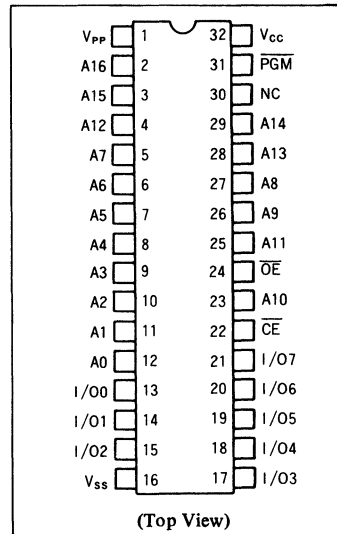 VPP 1 32 VCC
A16 2 31 PGM
A15 3 30 NC
A12 4 29 A14
A7 5 28 A13
A6 6 27 A8
A5 7 26 A9
A4 8 25 A11
A3 9 24 OE
A2 10 23 A10
A1 11 22 CE
A0 12 21 I/O7
I/O0 13 20 I/O6
I/O1 14 19 I/O5
I/O2 15 18 I/O4
Vss 16 17 I/O3
(Top View)